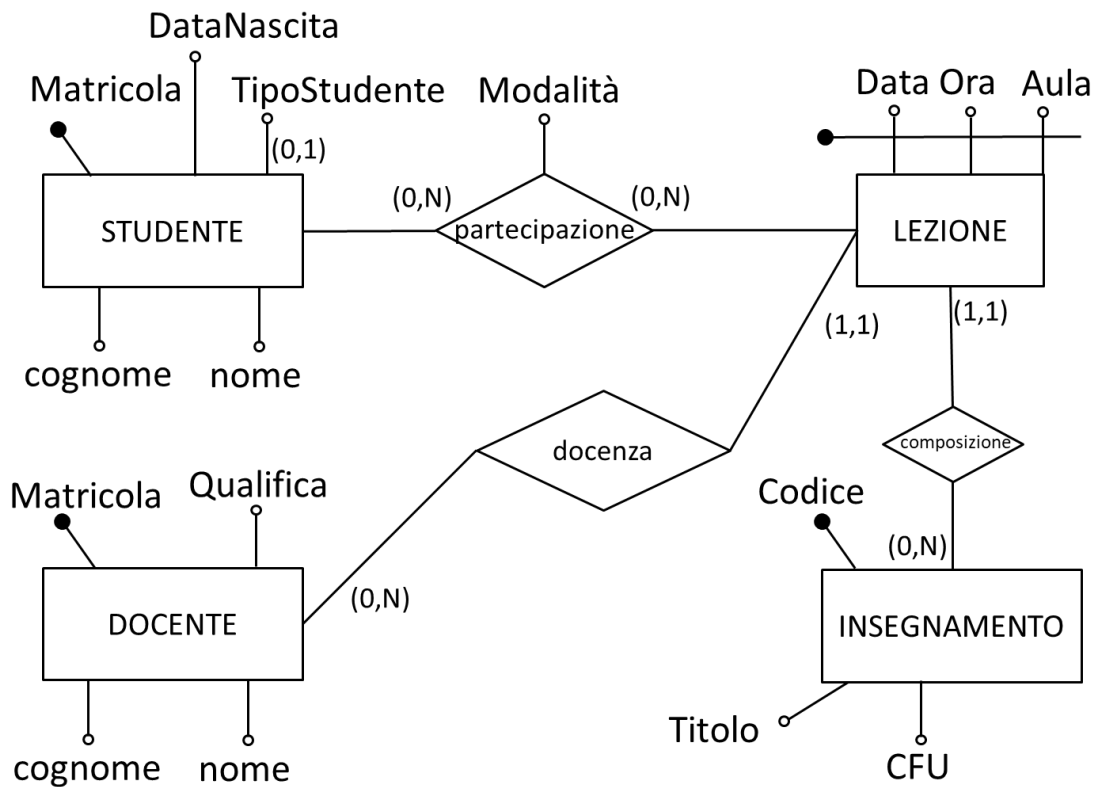 DataNascita
Matricola
TipoStudente
(0,1)
Modalità
Data Ora Aula
STUDENTE
(0,N)
partecipazione
(0,N)
LEZIONE
cognome
nome
(1,1)
(1,1)
docenza
composizione
Matricola
Qualifica
Codice
(0,N)
(0,N)
DOCENTE
INSEGNAMENTO
cognome
nome
Titolo
CFU